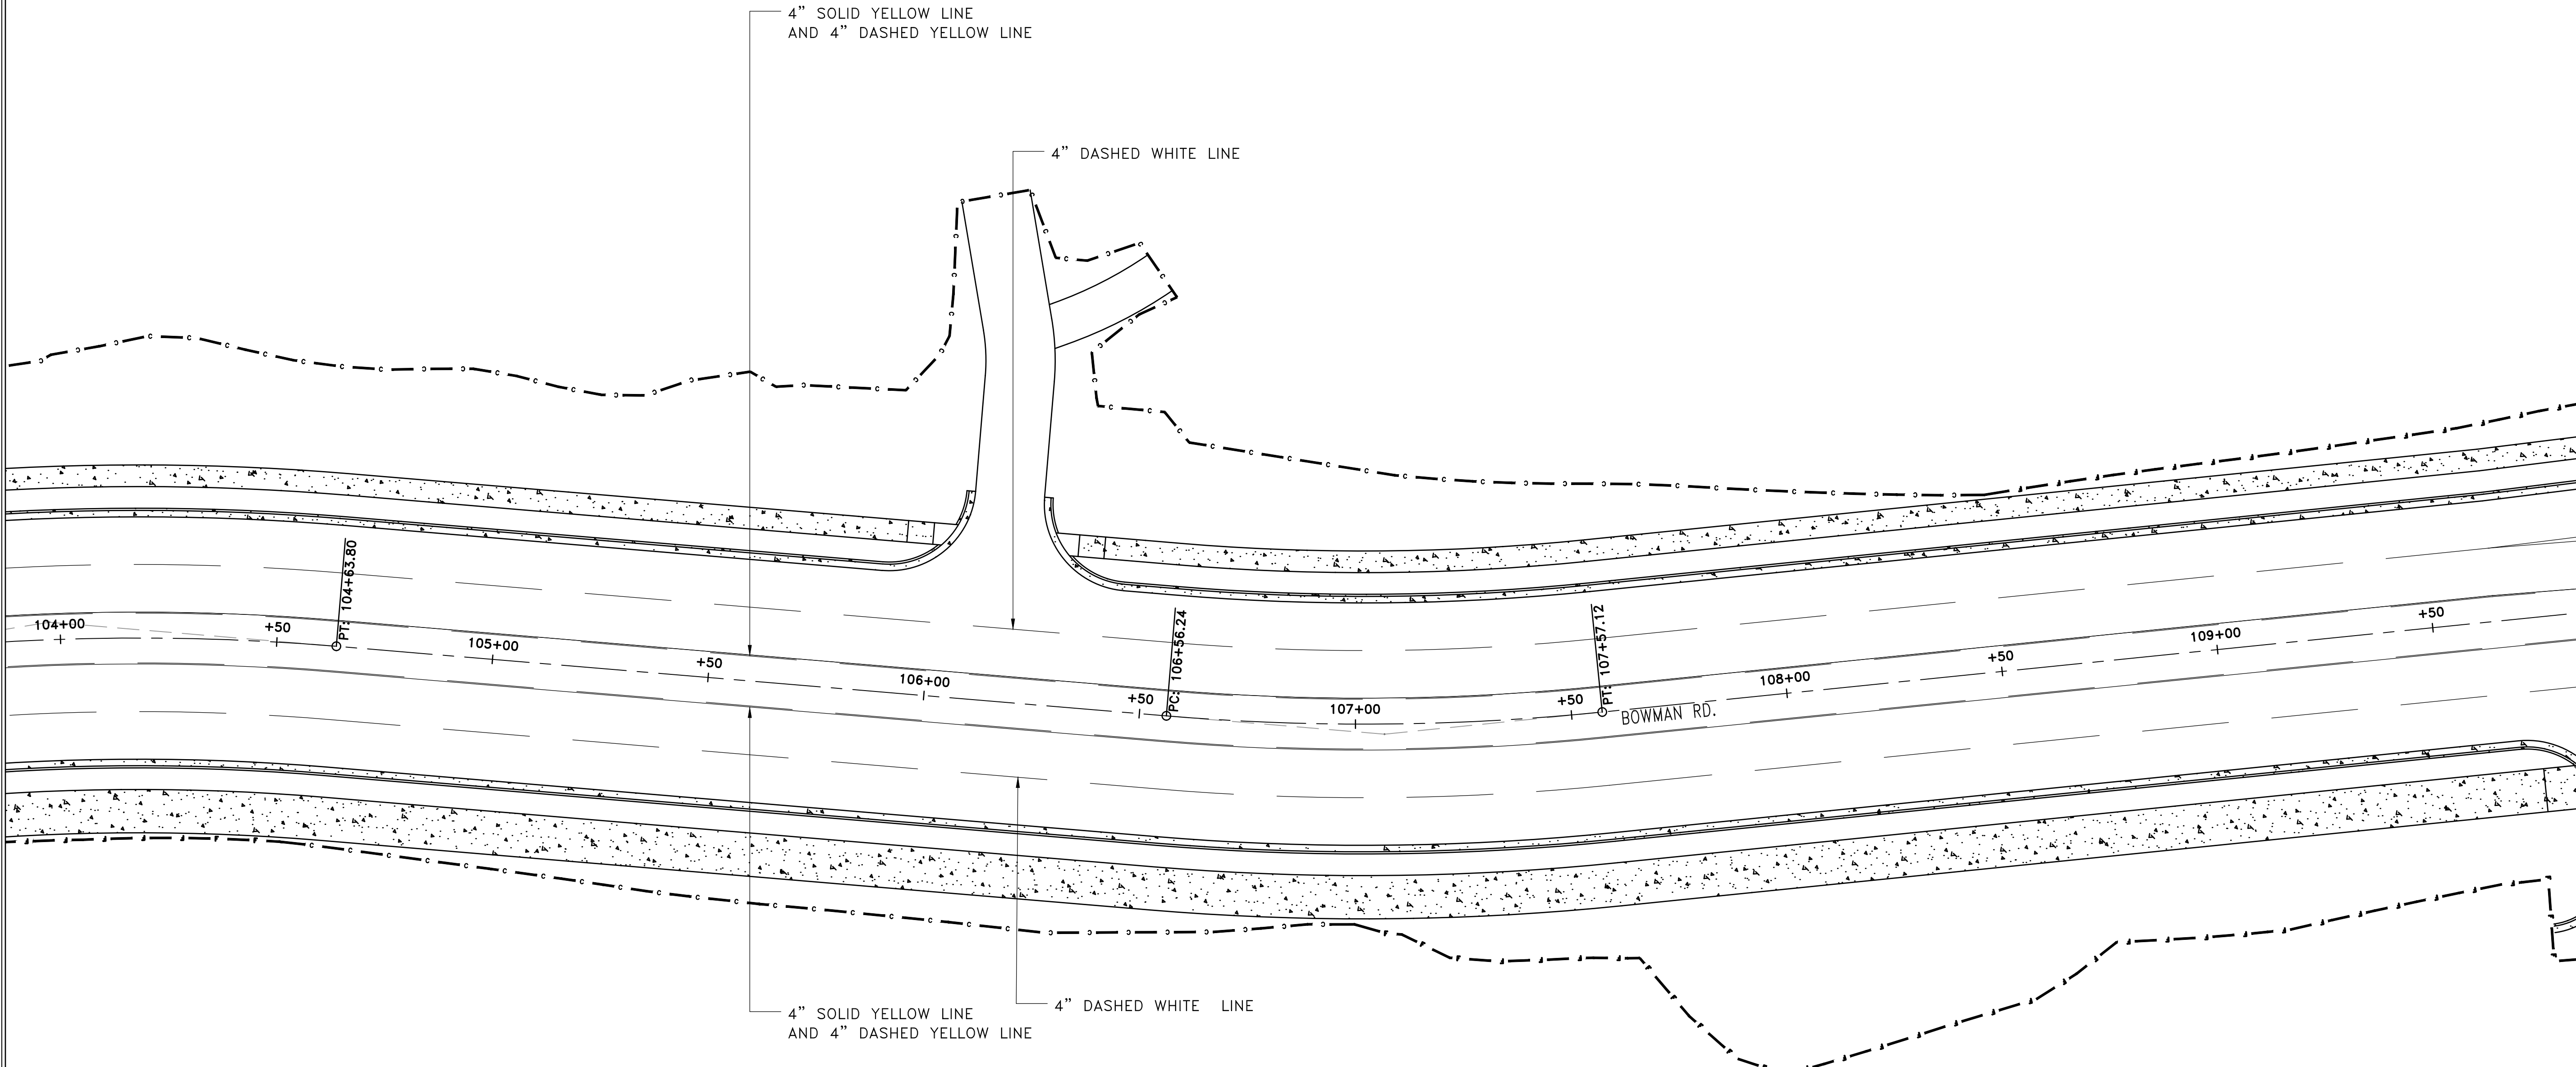 4” SOLID YELLOW LINE
AND 4” DASHED YELLOW LINE
4” DASHED WHITE LINE
PT: 104+63.80
PC: 106+56.24
PT: 107+57.12
104+00
+50
105+00
+50
106+00
+50
107+00
+50
108+00
+50
109+00
+50
BOWMAN RD.
4” SOLID YELLOW LINE
AND 4” DASHED YELLOW LINE
4” DASHED WHITE LINE